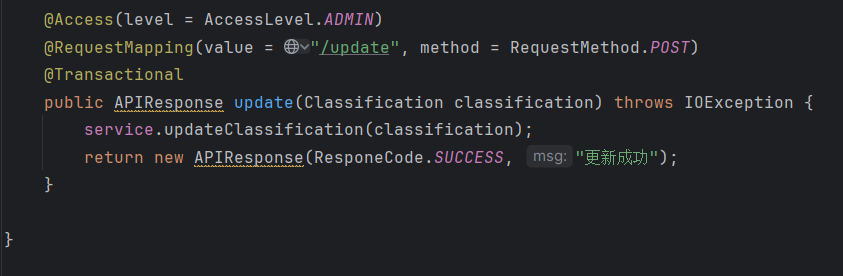 @Access(level = AccessLevel.ADMIN)
@RequestMapping(value = "/update", method = RequestMethod.POST)
@Transactional
public APIResponse update(Classification classification) throws IOException {
service.updateClassification(classification);
return new APIResponse(ResponeCode.SUCCESS, msg: "更新成功");
}
}